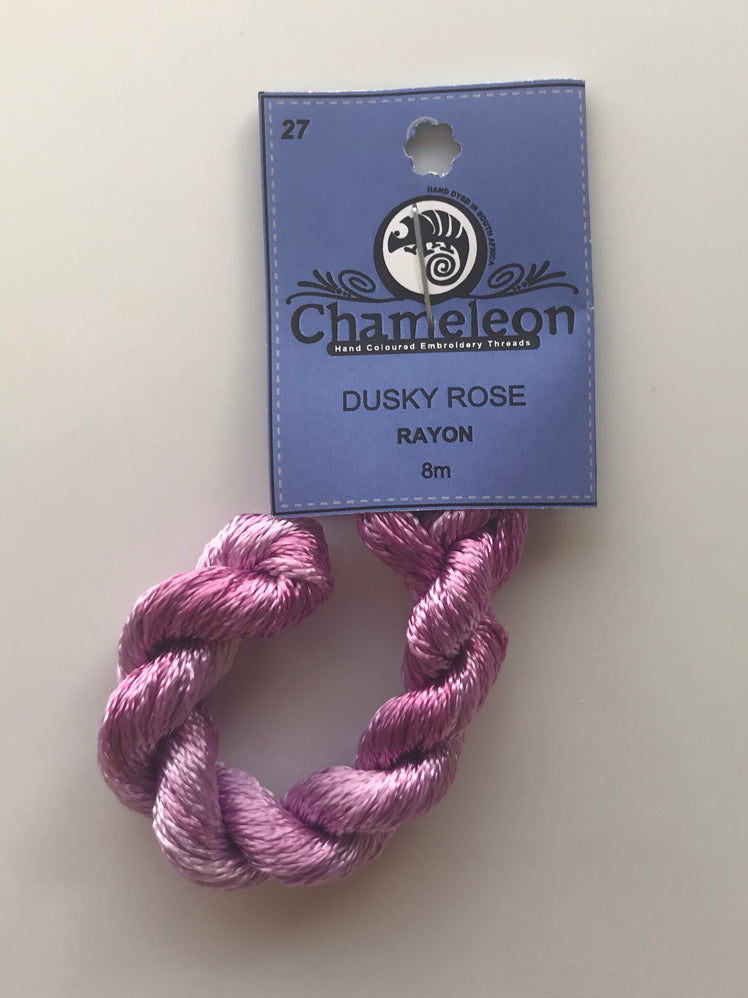 27
HAND DYED IN SOUTH AFRICA
Chameleon
Hand Coloured Embroidery Threads
DUSKY ROSE
RAYON
8m